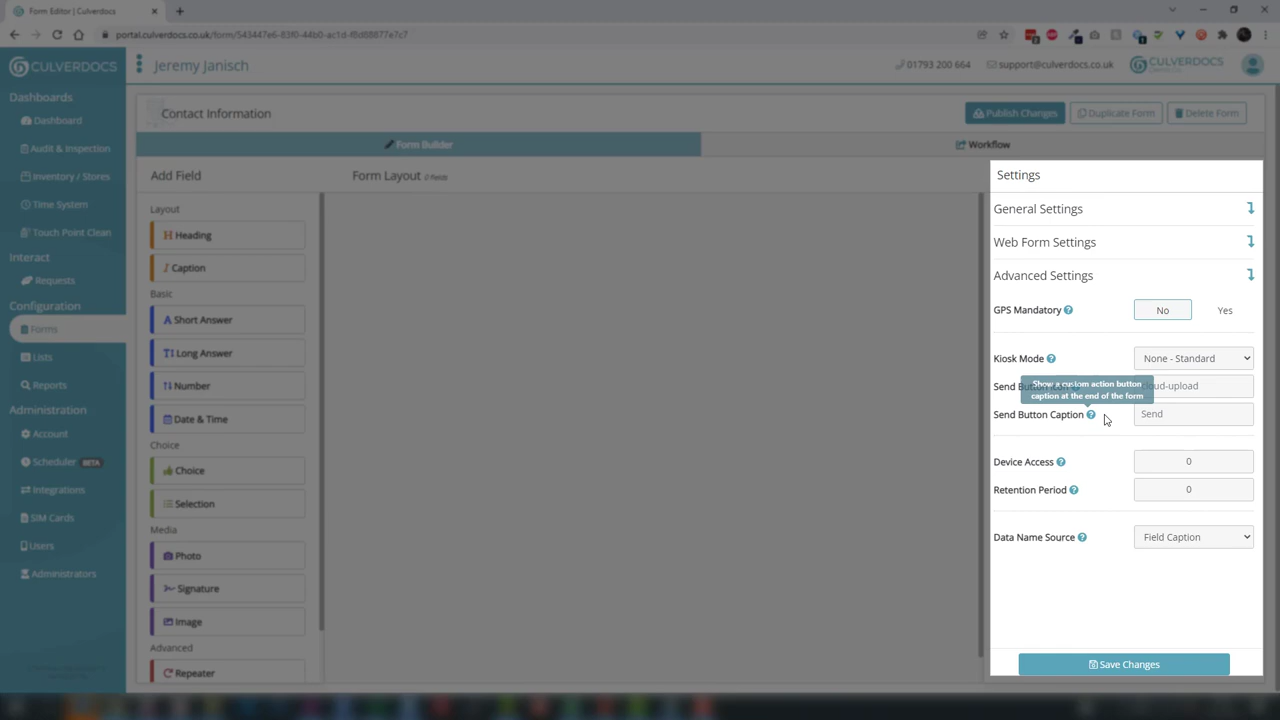 Form Editor | Culverdocs
portal.culverdocs.co.uk/form/543447e6-83f0-44b0-ac1d-f8d88877e7c7
CULVERDOCS
Jeremy Janisch
01793 200 664
support@culverdocs.co.uk
CULVERDOCS
Dashboards
Dashboard
Audit & Inspection
Inventory / Stores
Time System
Touch Point Clean
Interact
Requests
Configuration
Forms
Lists
Reports
Administration
Account
Scheduler BETA
Integrations
SIM Cards
Users
Administrators
Contact Information
Publish Changes
Duplicate Form
Delete Form
Form Builder
Workflow
Add Field
Layout
Heading
Caption
Basic
Short Answer
Long Answer
Number
Date & Time
Choice
Choice
Selection
Media
Photo
Signature
Image
Advanced
Repeater
Form Layout 0 fields
Settings
General Settings
Web Form Settings
Advanced Settings
GPS Mandatory
No
Yes
Kiosk Mode
None - Standard
Show a custom action button
caption at the end of the form
Send Button Icon
cloud-upload
Send Button Caption
Send
Device Access
0
Retention Period
0
Data Name Source
Field Caption
Save Changes